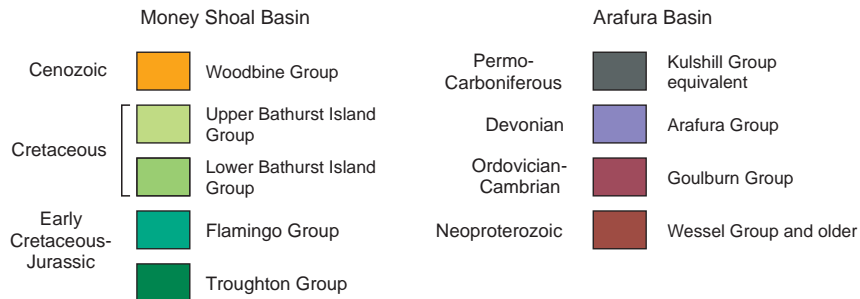 Money Shoal Basin
Cenozoic
Woodbine Group
Cretaceous
Upper Bathurst Island
Group
Lower Bathurst Island
Group
Early
Cretaceous-
Jurassic
Flamingo Group
Troughton Group
Arafura Basin
Permo-
Carboniferous
Kulshill Group
equivalent
Devonian
Arafura Group
Ordovician-
Cambrian
Goulburn Group
Neoproterozoic
Wessel Group and older